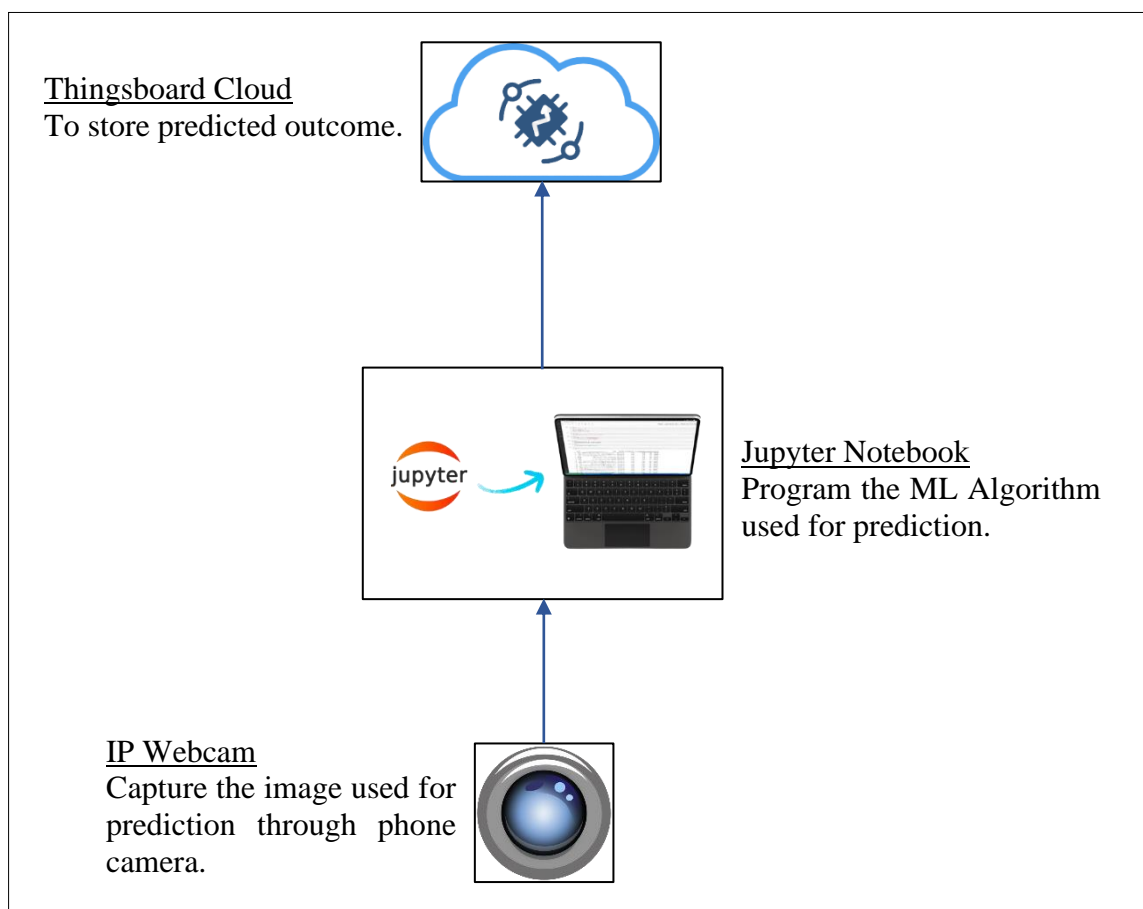 Thingsboard Cloud
To store predicted outcome.
jupyter
Jupyter Notebook
Program the ML Algorithm
used for prediction.
IP Webcam
Capture the image used for
prediction through phone
camera.